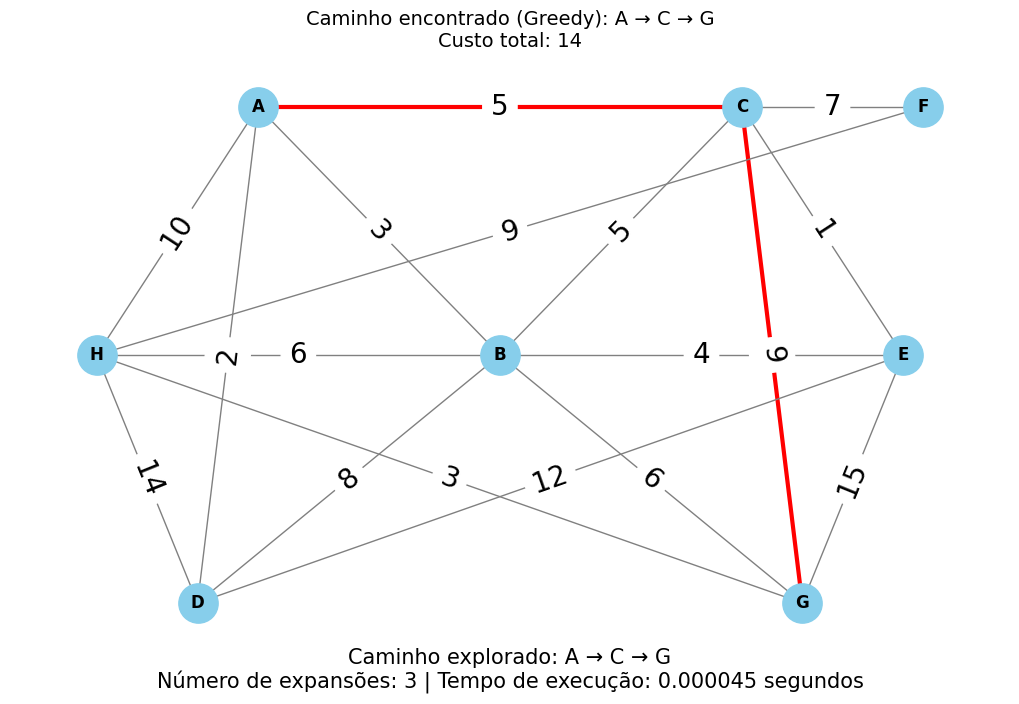 Caminho encontrado (Greedy): A → C → G
Custo total: 14
A
5
C
7
F
10
3
9
5
1
H
2
6
B
4
9
E
14
8
3
12
6
15
D
G
Caminho explorado: A → C → G
Número de expansões: 3 | Tempo de execução: 0.000045 segundos